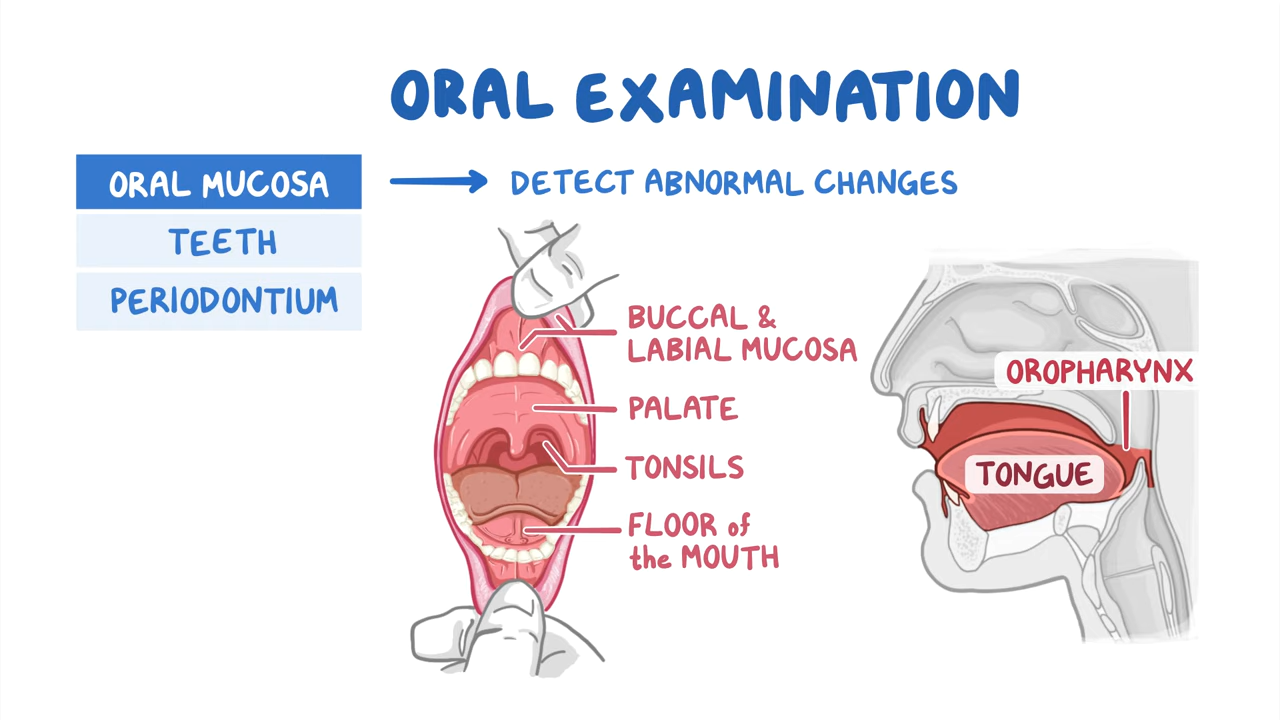 ORAL EXAMINATION
ORAL MUCOSA
DETECT ABNORMAL CHANGES
TEETH
PERIODONTIUM
BUCCAL &
LABIAL MUCOSA
PALATE
TONSILS
FLOOR of
the MOUTH
OROPHARYNX
TONGUE